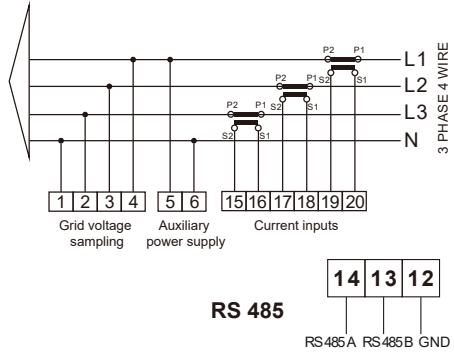 P2 P1
L1
P2 P1 S2 S1
L2
P2 P1 S2 S1
L3
S2 S1
N
3 PHASE 4 WIRE
1 2 3 4 5 6 15 16 17 18 19 20
Grid voltage sampling
Auxiliary power supply
Current inputs
14 13 12
RS 485
RS485A RS485B GND